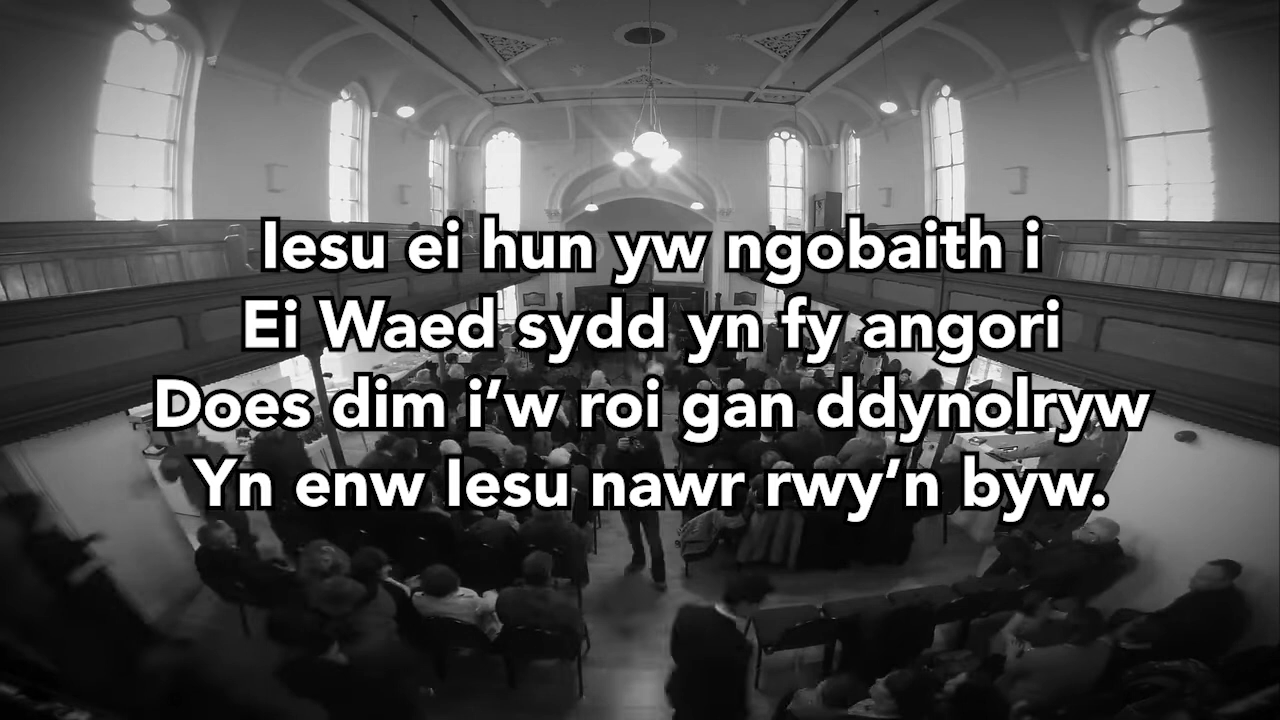 Iesu ei hun yw ngobaith i
Ei Waed sydd yn fy angori
Does dim i’w roi gan ddynolryw
Yn enw Iesu nawr rwy’n byw.